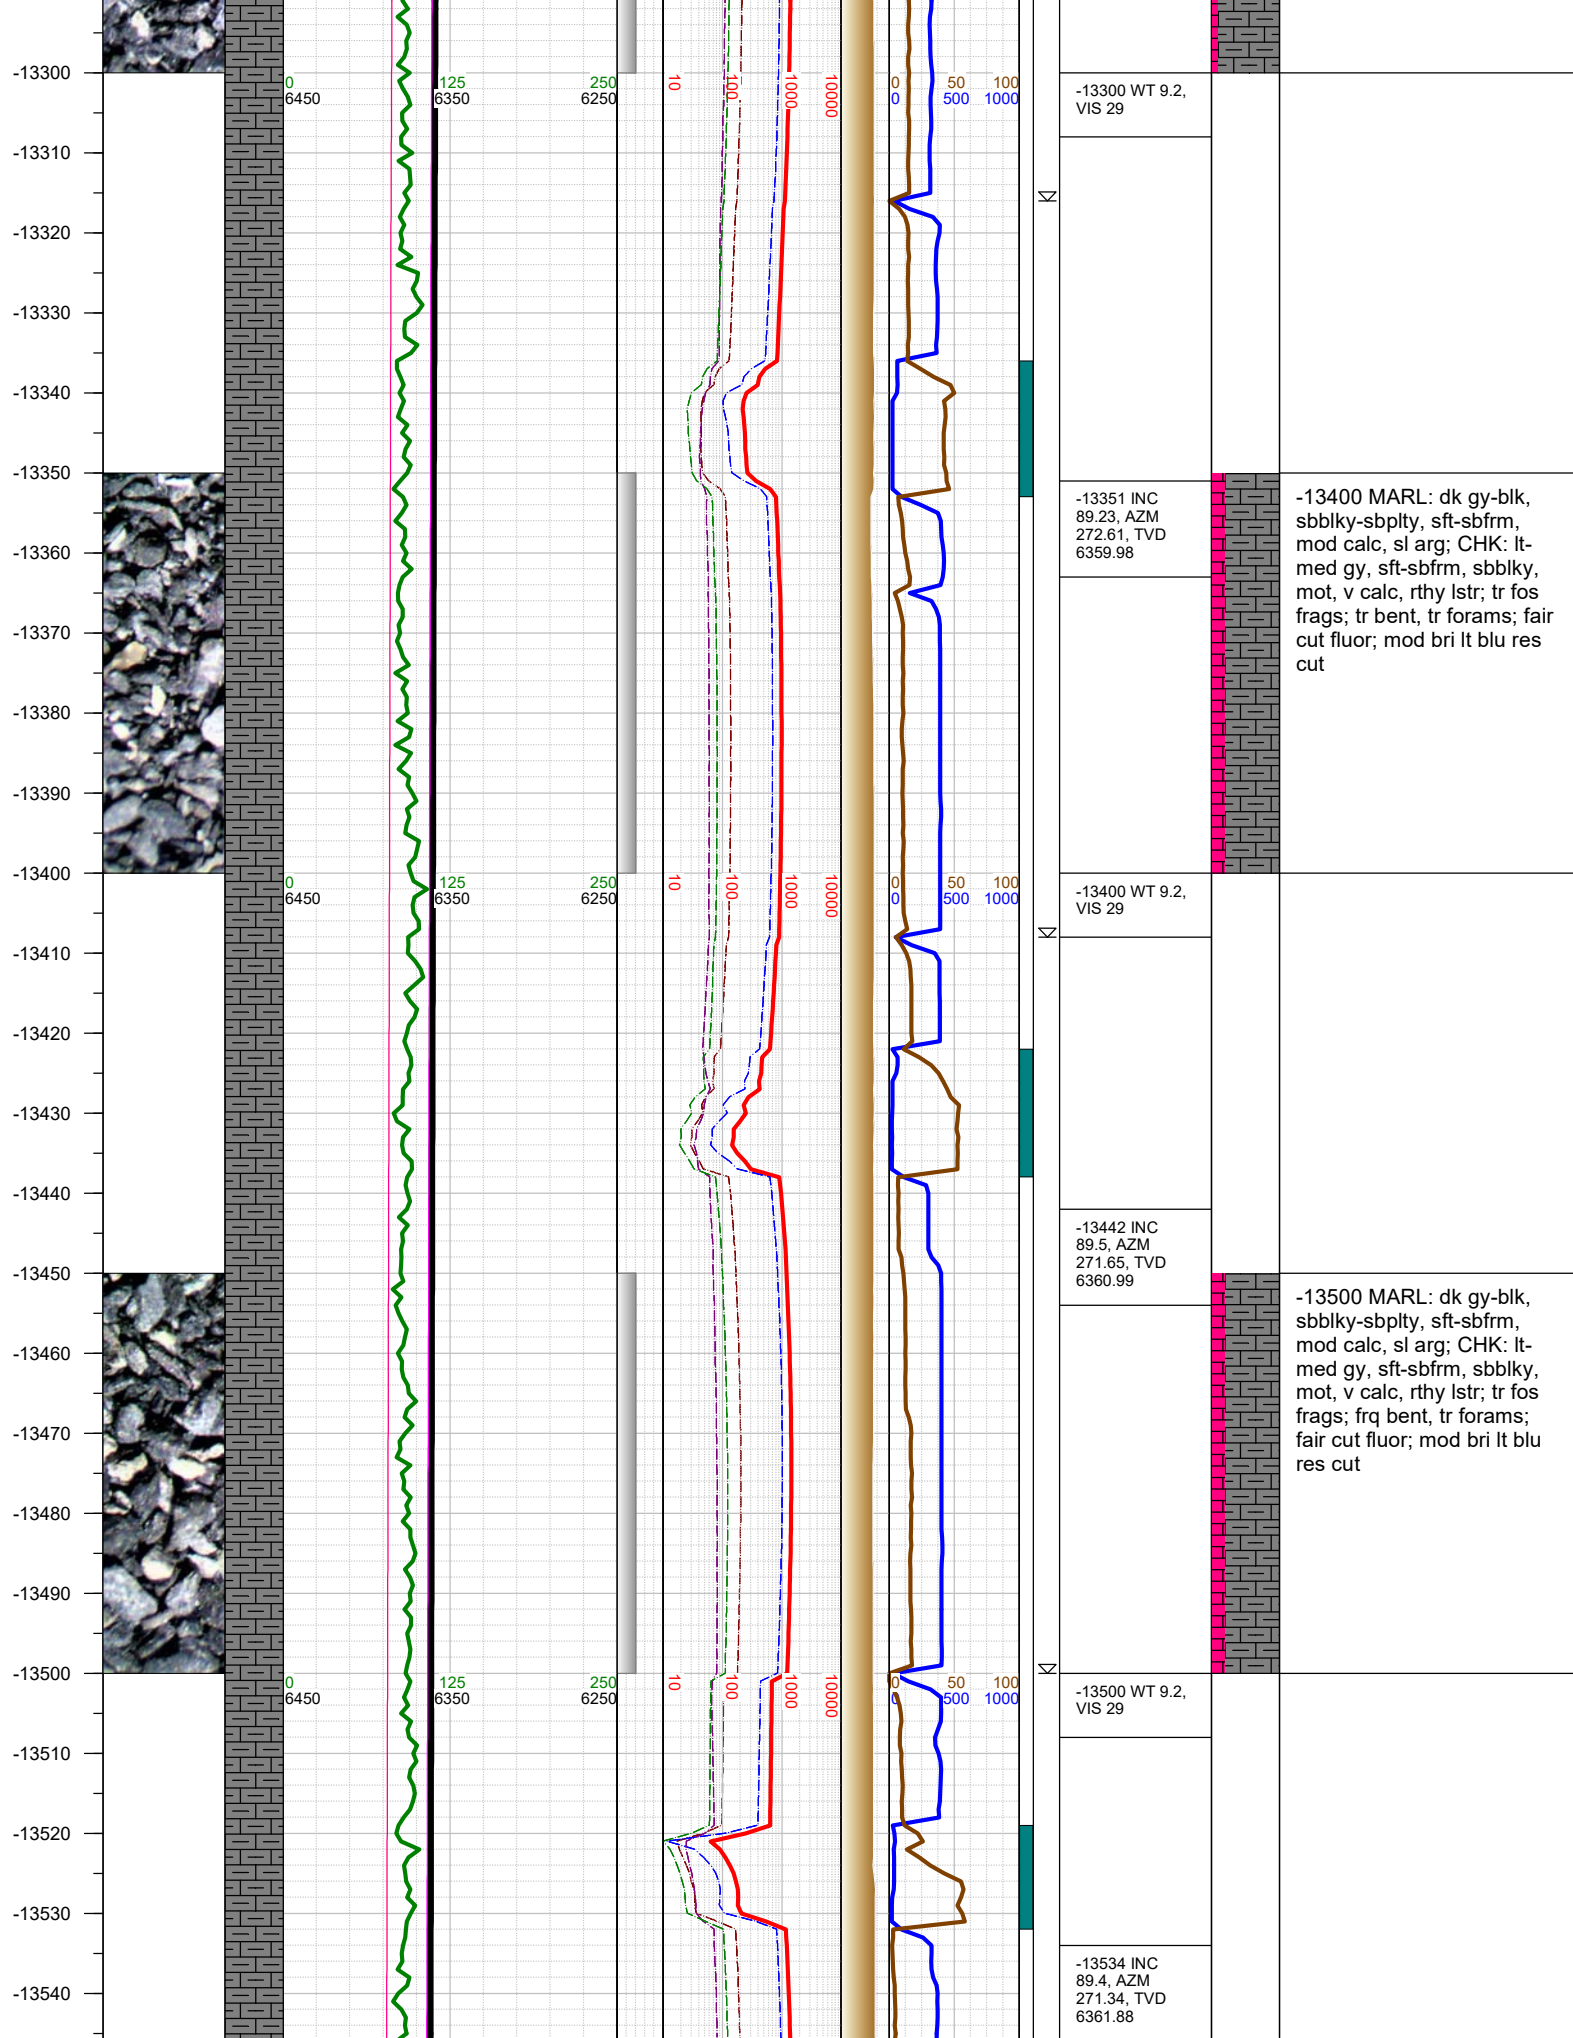 -13300
0 125 250
6450 6350 6250
10 100 1000 10000
0 50 100
0 500 1000
-13300 WT 9.2,
VIS 29
-13310
-13320
-13330
-13340
-13350
-13351 INC
89.23, AZM
272.61, TVD
6359.98
-13400 MARL: dk gy-blk,
sbblky-sbplty, sft-sbfrm,
mod calc, sl arg; CHK: lt-
med gy, sft-sbfrm, sbblky,
mot, v calc, rthy lstr; tr fos
frags; tr bent, tr forams; fair
cut fluor; mod bri lt blu res
cut
-13360
-13370
-13380
-13390
-13400
0 125 250
6450 6350 6250
10 100 1000 10000
0 50 100
0 500 1000
-13400 WT 9.2,
VIS 29
-13410
-13420
-13430
-13440
-13442 INC
89.5, AZM
271.65, TVD
6360.99
-13450
-13500 MARL: dk gy-blk,
sbblky-sbplty, sft-sbfrm,
mod calc, sl arg; CHK: lt-
med gy, sft-sbfrm, sbblky,
mot, v calc, rthy lstr; tr fos
frags; frq bent, tr forams;
fair cut fluor; mod bri lt blu
res cut
-13460
-13470
-13480
-13490
-13500
0 125 250
6450 6350 6250
10 100 1000 10000
0 50 100
0 500 1000
-13500 WT 9.2,
VIS 29
-13510
-13520
-13530
-13534 INC
89.4, AZM
271.34, TVD
6361.88
-13540